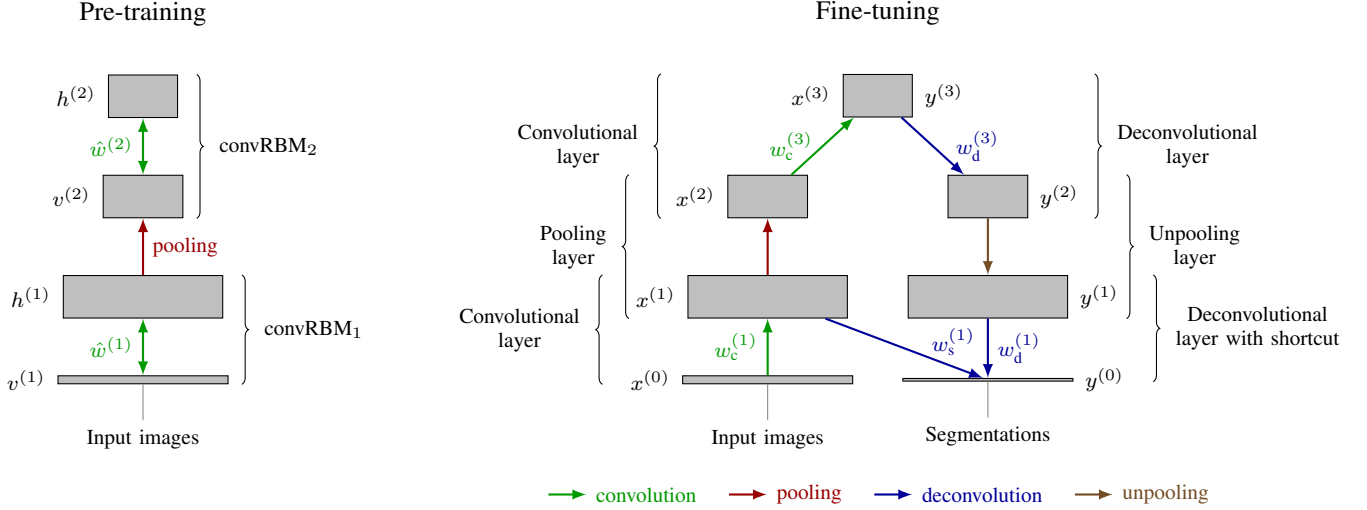 Pre-training
h^(2)
ŵ^(2)
convRBM₂
v^(2)
pooling
h^(1)
ŵ^(1)
convRBM₁
v^(1)
Input images
Fine-tuning
x^(3)
y^(3)
Convolutional
layer
w_c^(3)
w_d^(3)
Deconvolutional
layer
x^(2)
y^(2)
Pooling
layer
Unpooling
layer
x^(1)
y^(1)
Convolutional
layer
w_c^(1)
w_s^(1)
w_d^(1)
Deconvolutional
layer with shortcut
x^(0)
y^(0)
Input images
Segmentations
convolution
pooling
deconvolution
unpooling